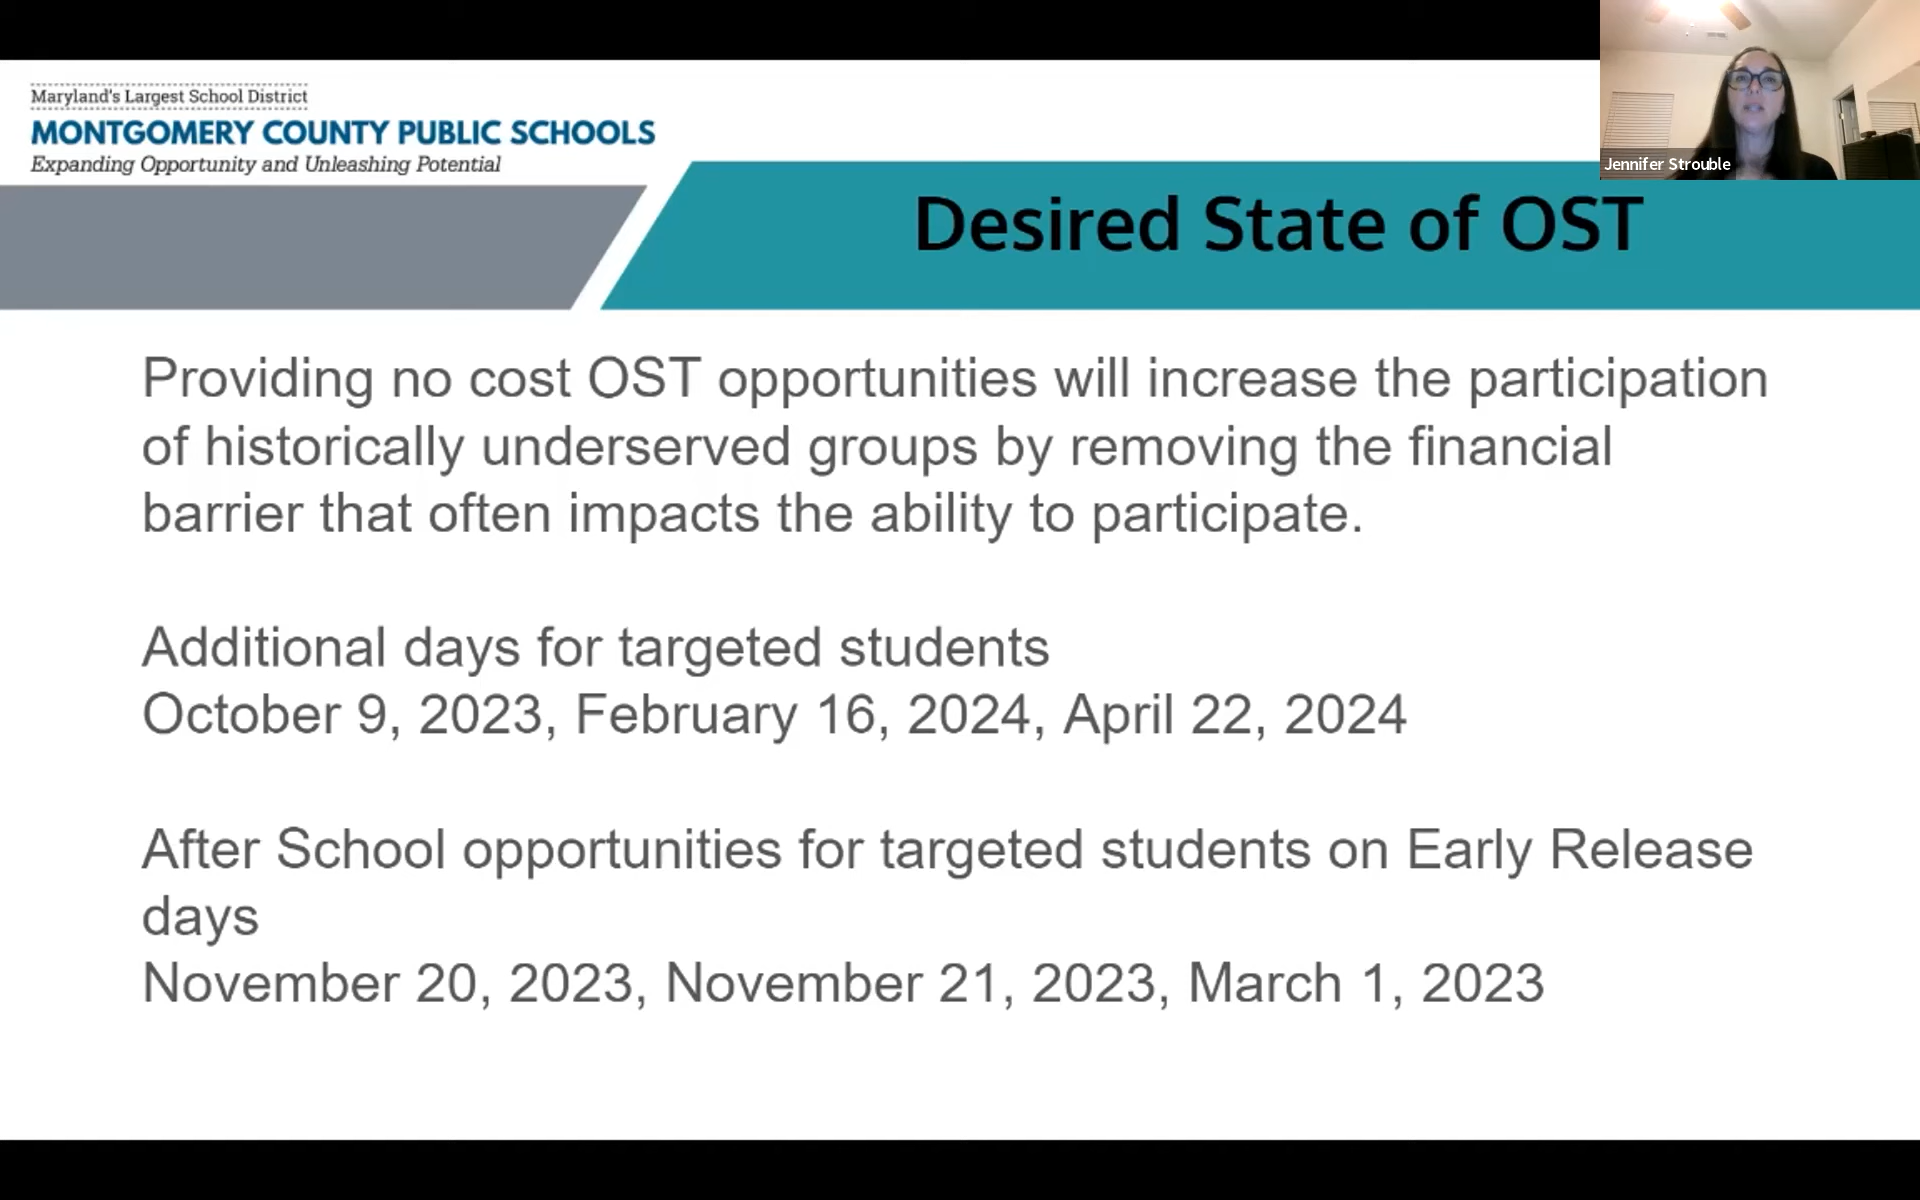 Maryland's Largest School District
MONTGOMERY COUNTY PUBLIC SCHOOLS
Expanding Opportunity and Unleashing Potential
Jennifer Strouble
Desired State of OST
Providing no cost OST opportunities will increase the participation
of historically underserved groups by removing the financial
barrier that often impacts the ability to participate.
Additional days for targeted students
October 9, 2023, February 16, 2024, April 22, 2024
After School opportunities for targeted students on Early Release
days
November 20, 2023, November 21, 2023, March 1, 2023